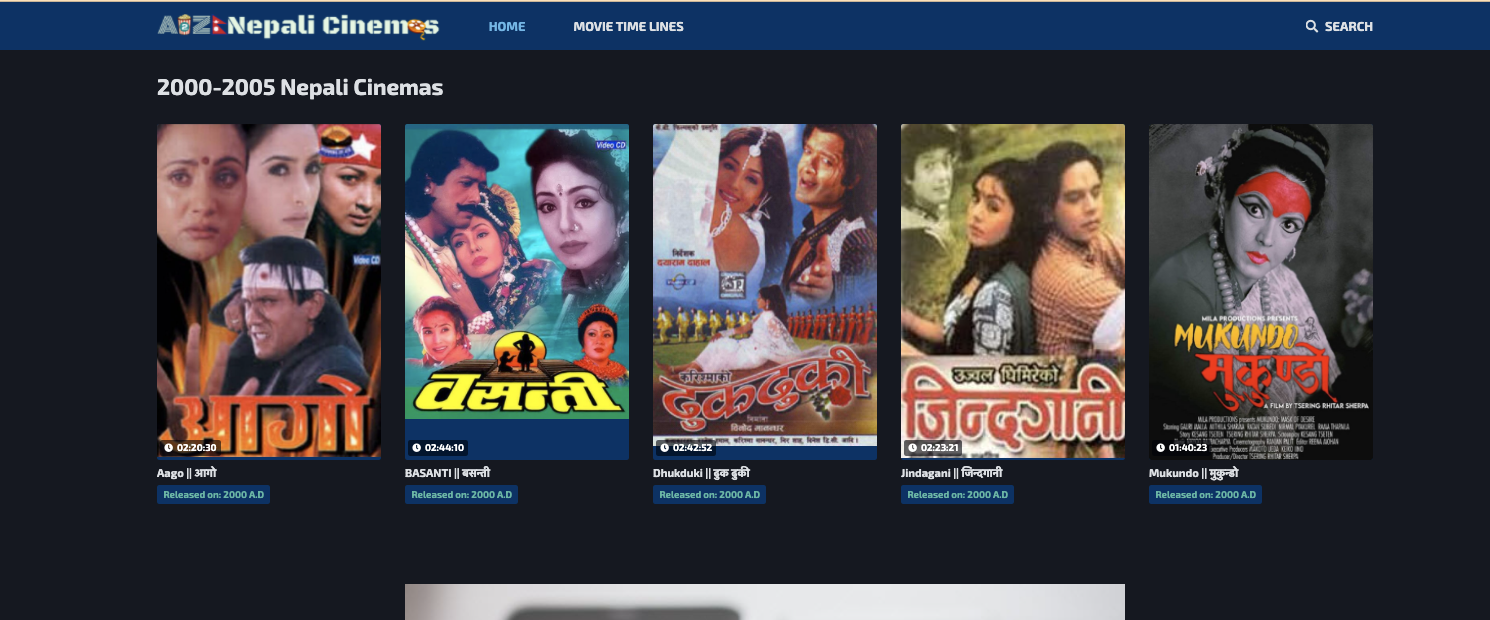 A2Z Nepali Cinemas
HOME
MOVIE TIME LINES
SEARCH
2000-2005 Nepali Cinemas
Video CD
आगो
02:20:30
Aago || आगो
Released on: 2000 A.D
Video CD
वसन्ती
02:44:10
BASANTI || बसन्ती
Released on: 2000 A.D
निर्देशक
दयाराम दाहाल
करिश्माको
ढुकढुकी
02:42:52
Dhukduki || ढुक ढुकी
Released on: 2000 A.D
उज्वल घिमिरेको
जिन्दगानी
02:23:21
Jindagani || जिन्दगानी
Released on: 2000 A.D
MILA PRODUCTIONS PRESENTS
MUKUNDO
मुकुण्डो
A FILM BY TSERING RHITAR SHERPA
01:40:23
Mukundo || मुकुन्डो
Released on: 2000 A.D